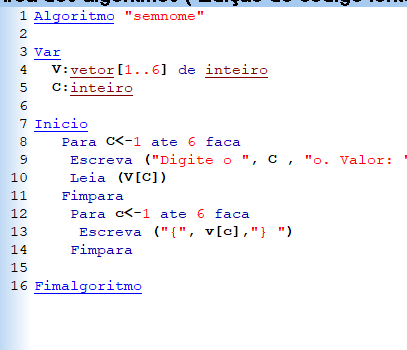 1 Algoritmo "semnome"
2
3 Var
4 V:vetor[1..6] de inteiro
5 C:inteiro
6
7 Inicio
8 Para C<-1 ate 6 faca
9 Escreva ("Digite o ", C , "o. Valor: "
10 Leia (V[C])
11 Fimpara
12 Para c<-1 ate 6 faca
13 Escreva ("{", v[c],"} ")
14 Fimpara
15
16 Fimalgoritmo